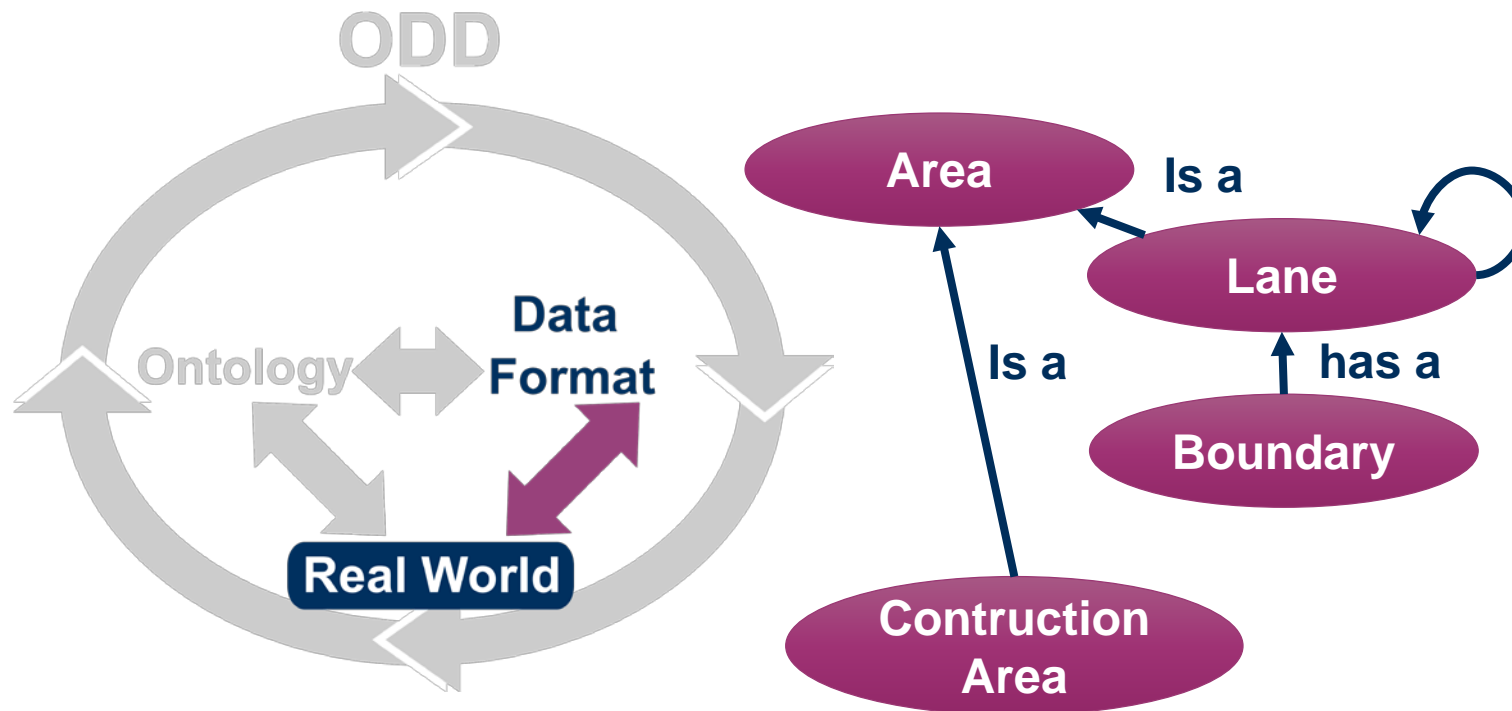 ODD
Ontology
Data
Format
Real World
Area
Is a
Lane
Is a
has a
Boundary
Contruction
Area